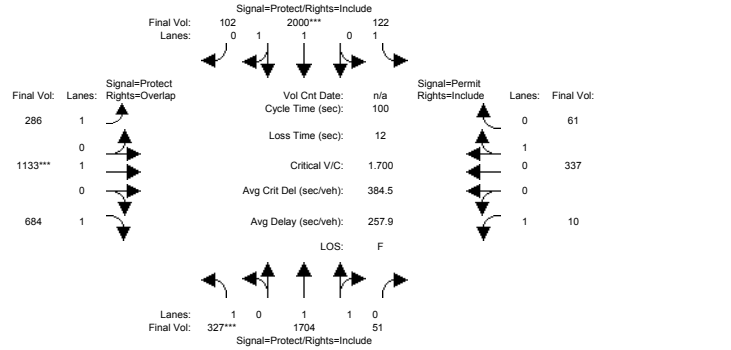 Signal=Protect/Rights=Include
Final Vol: 102 2000*** 122
Lanes: 0 1 1 0 1
Signal=Protect Signal=Permit
Final Vol: Lanes: Rights=Overlap Vol Cnt Date: n/a Rights=Include Lanes: Final Vol:
Cycle Time (sec): 100
286 1 0 61
Loss Time (sec): 12
0 1
1133*** 1 Critical V/C: 1.700 0 337
0 Avg Crit Del (sec/veh): 384.5 0
684 1 Avg Delay (sec/veh): 257.9 1 10
LOS: F
Lanes: 1 0 1 1 0
Final Vol: 327*** 1704 51
Signal=Protect/Rights=Include